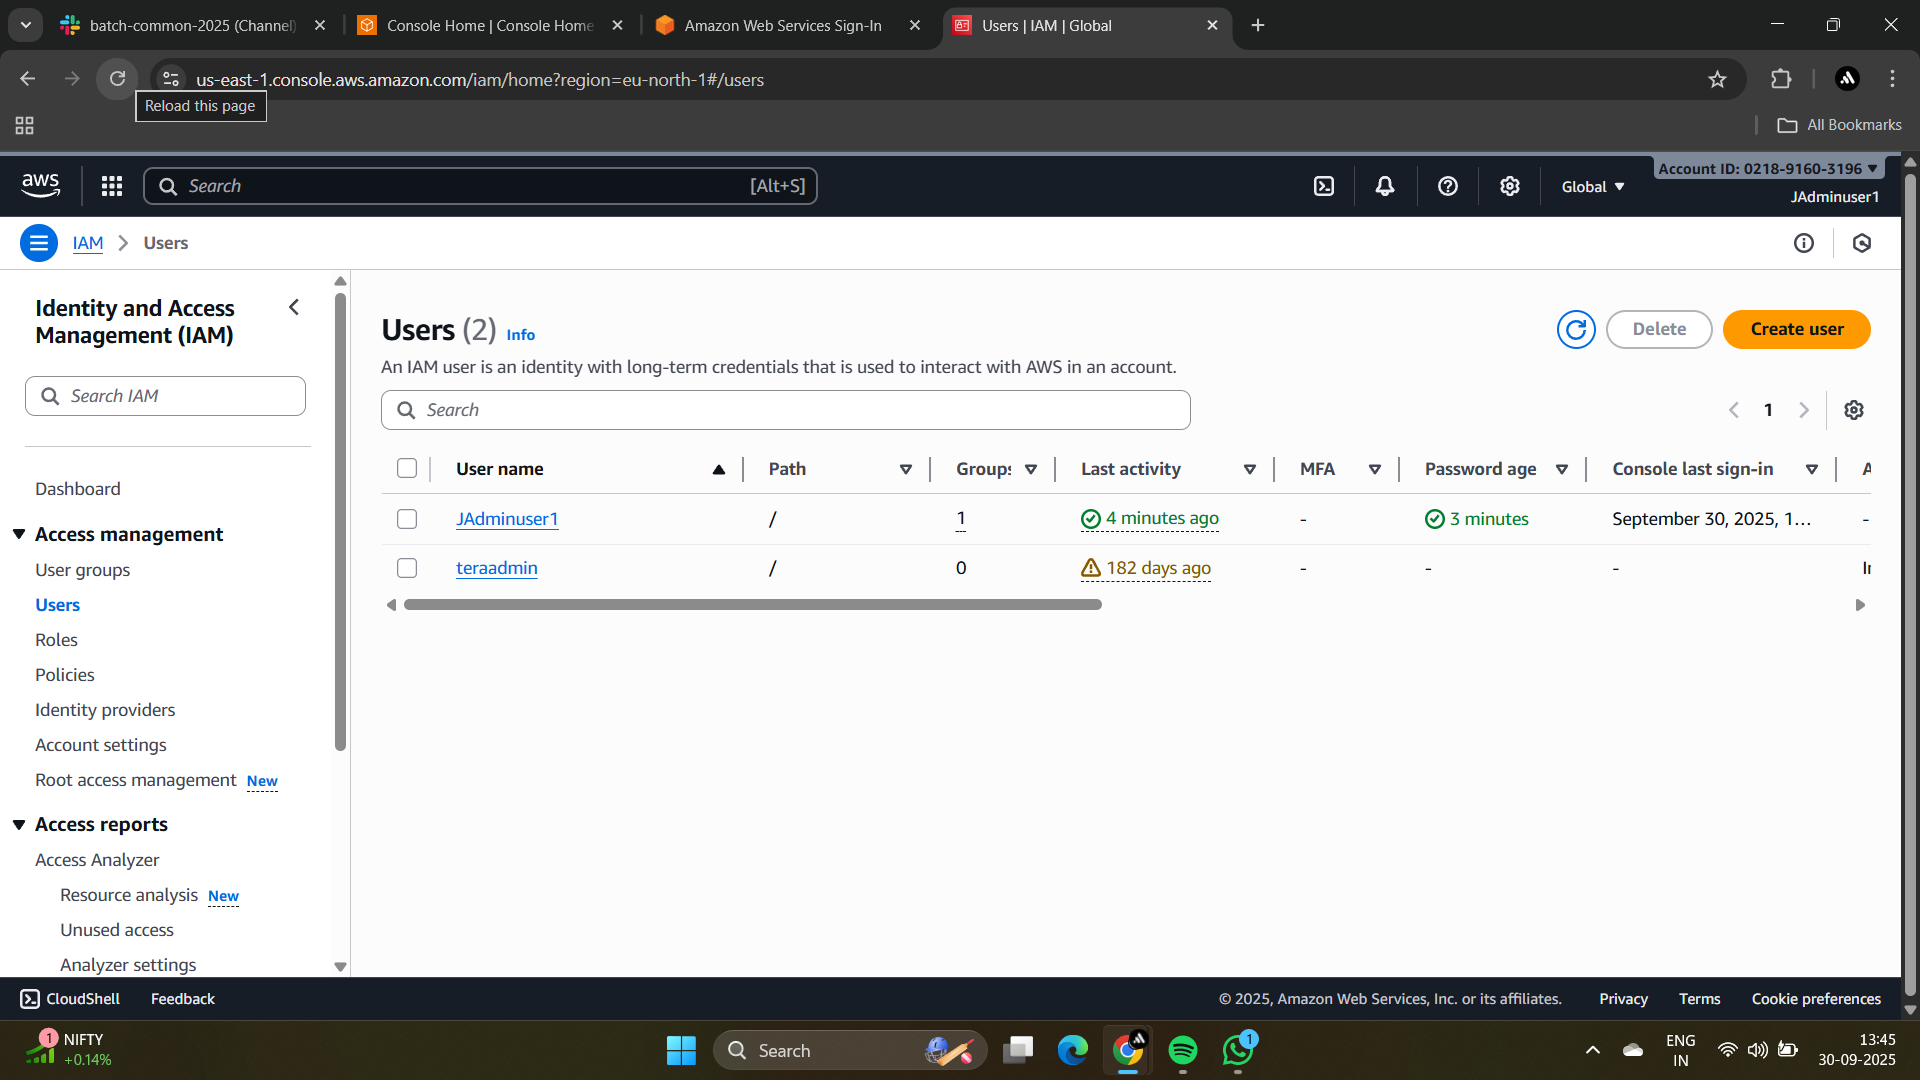 batch-common-2025 (Channel)
Console Home | Console Home
Amazon Web Services Sign-In
Users | IAM | Global
us-east-1.console.aws.amazon.com/iam/home?region=eu-north-1#/users
Reload this page
All Bookmarks
aws
Search
[Alt+S]
Global
Account ID: 0218-9160-3196
JAdminuser1
IAM
Users
Identity and Access
Management (IAM)
Search IAM
Dashboard
Access management
User groups
Users
Roles
Policies
Identity providers
Account settings
Root access management New
Access reports
Access Analyzer
Resource analysis New
Unused access
Analyzer settings
Users (2) Info
An IAM user is an identity with long-term credentials that is used to interact with AWS in an account.
Delete
Create user
Search
1
User name Path Groups Last activity MFA Password age Console last sign-in
JAdminuser1 / 1 4 minutes ago - 3 minutes September 30, 2025, 1... -
teraadmin / 0 182 days ago - - -
CloudShell
Feedback
© 2025, Amazon Web Services, Inc. or its affiliates.
Privacy
Terms
Cookie preferences
1
NIFTY
+0.14%
Search
1
ENG
IN
13:45
30-09-2025